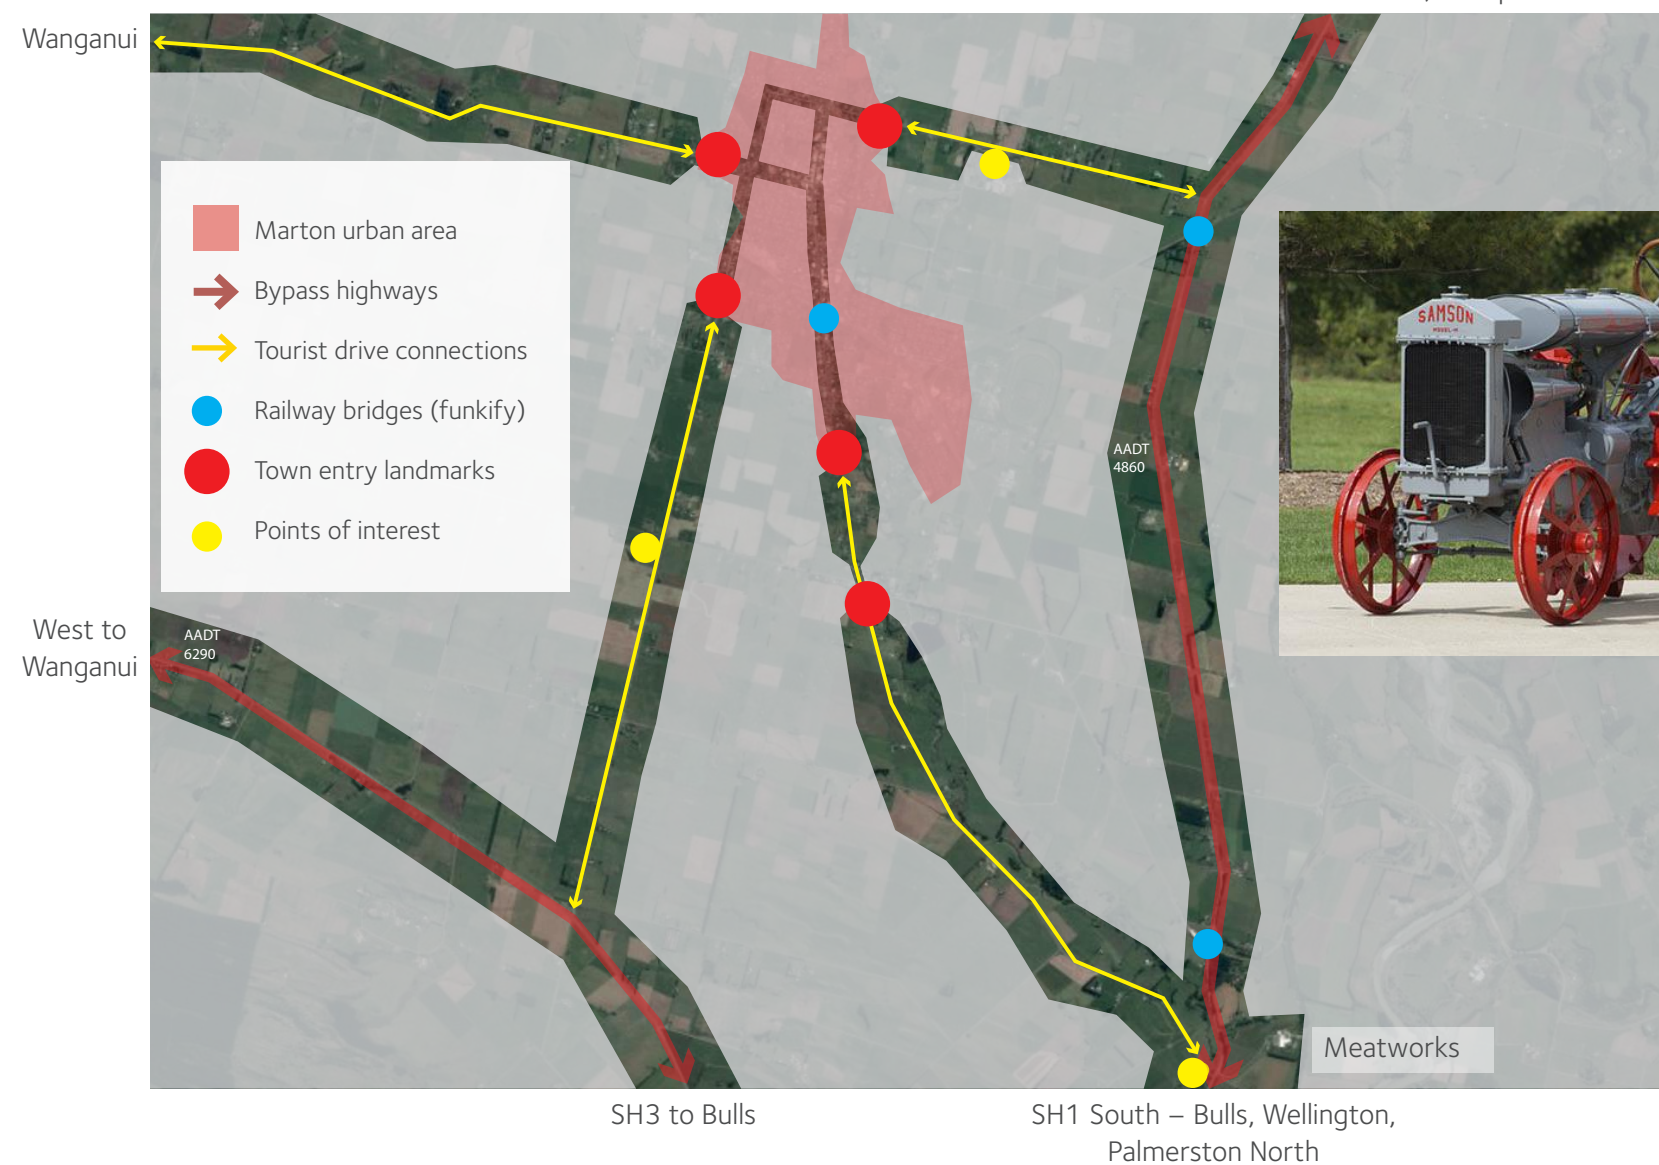 Wanganui
Marton urban area
Bypass highways
Tourist drive connections
Railway bridges (funkify)
Town entry landmarks
Points of interest
SAMSON
MODEL-M
AADT
4860
West to
Wanganui
AADT
6290
Meatworks
SH3 to Bulls
SH1 South – Bulls, Wellington,
Palmerston North